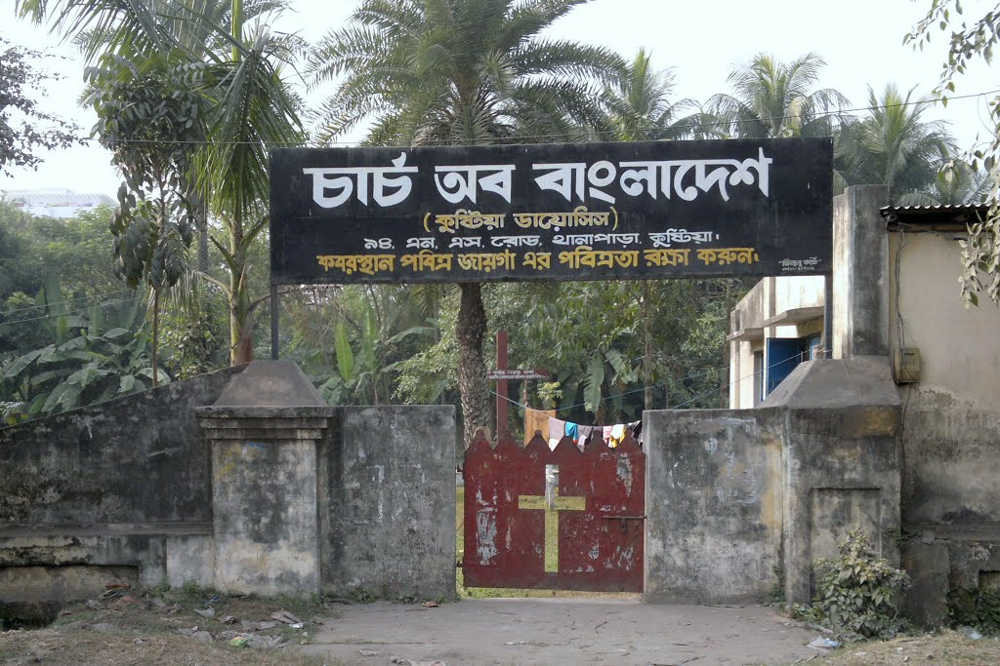 চার্চ অব বাংলাদেশ
( কুষ্টিয়া ডায়োসিস )
৯৪, এন, এস, রোড, থানাপাড়া, কুষ্টিয়া।
কবরস্থান পবিত্র জায়গা এর পবিত্রতা রক্ষা করুন।